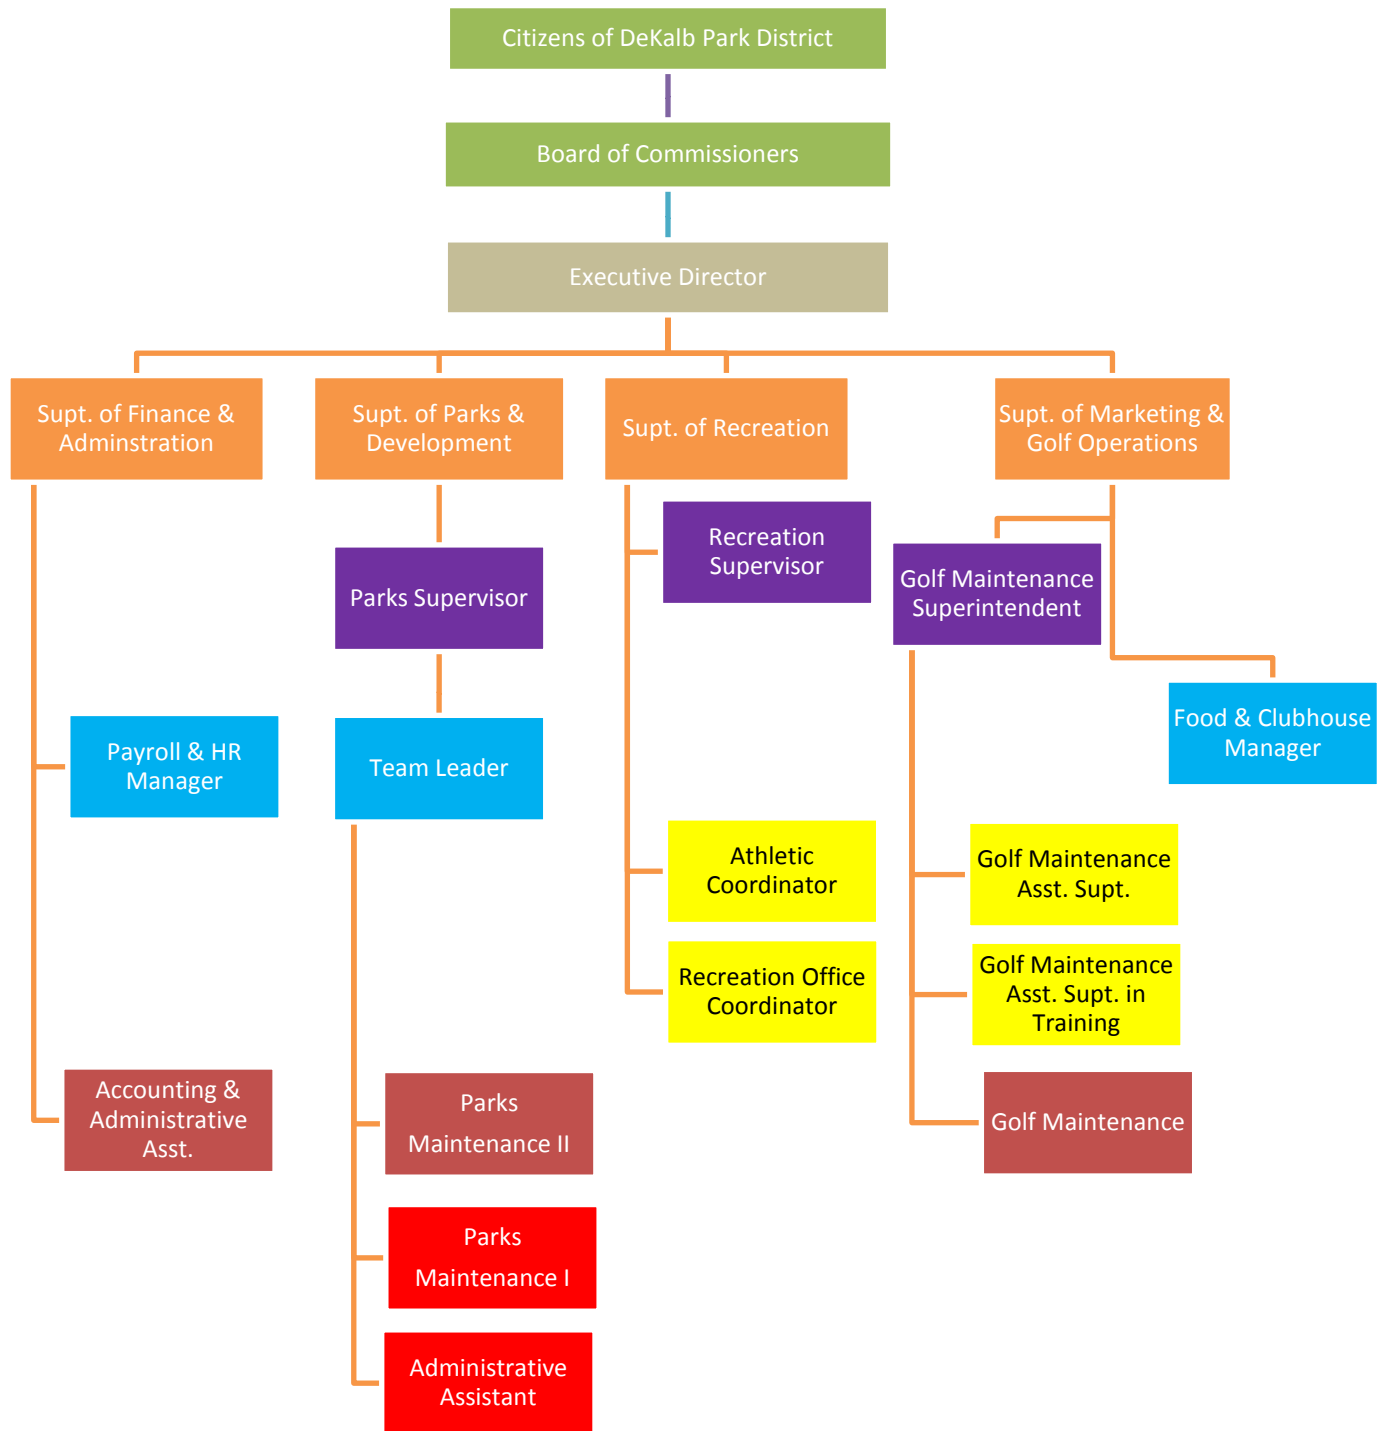 Citizens of DeKalb Park District
Board of Commissioners
Executive Director
Supt. of Finance &
Adminstration
Supt. of Parks &
Development
Supt. of Recreation
Supt. of Marketing &
Golf Operations
Recreation
Supervisor
Golf Maintenance
Superintendent
Parks Supervisor
Food & Clubhouse
Manager
Payroll & HR
Manager
Team Leader
Athletic
Coordinator
Golf Maintenance
Asst. Supt.
Recreation Office
Coordinator
Golf Maintenance
Asst. Supt. in
Training
Accounting &
Administrative
Asst.
Parks
Maintenance II
Golf Maintenance
Parks
Maintenance I
Administrative
Assistant